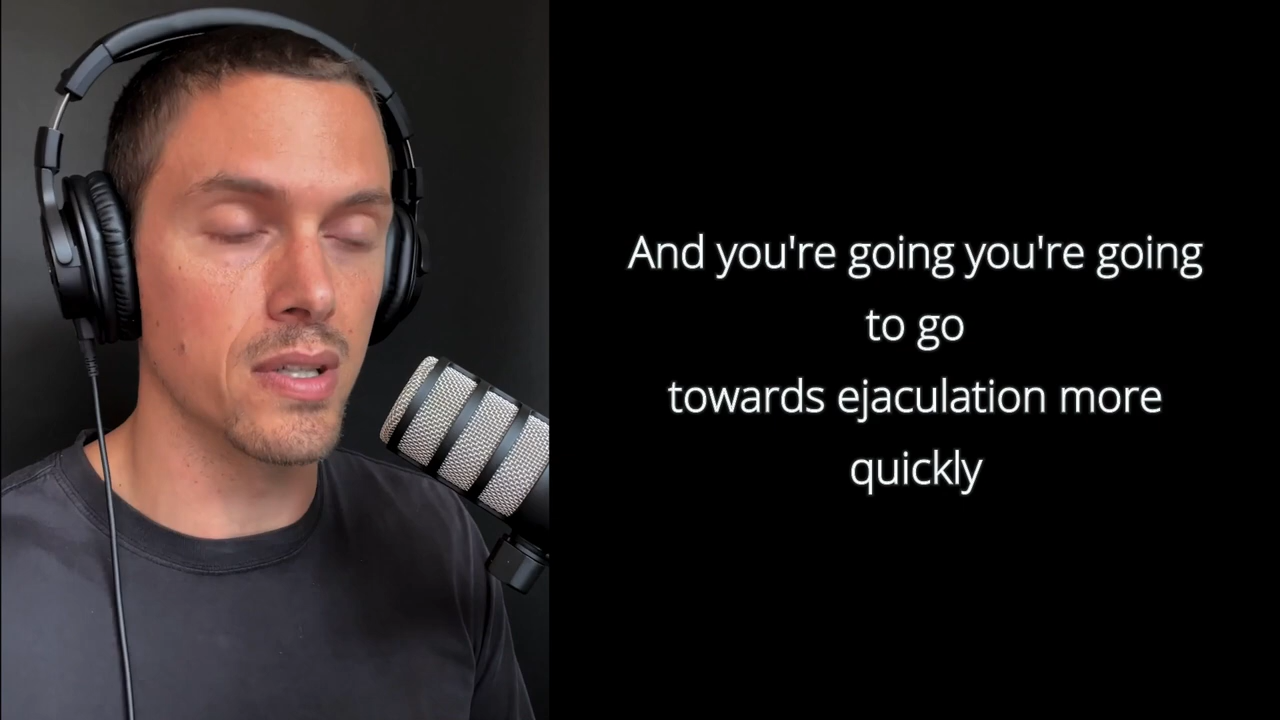 And you're going you're going
to go
towards ejaculation more
quickly